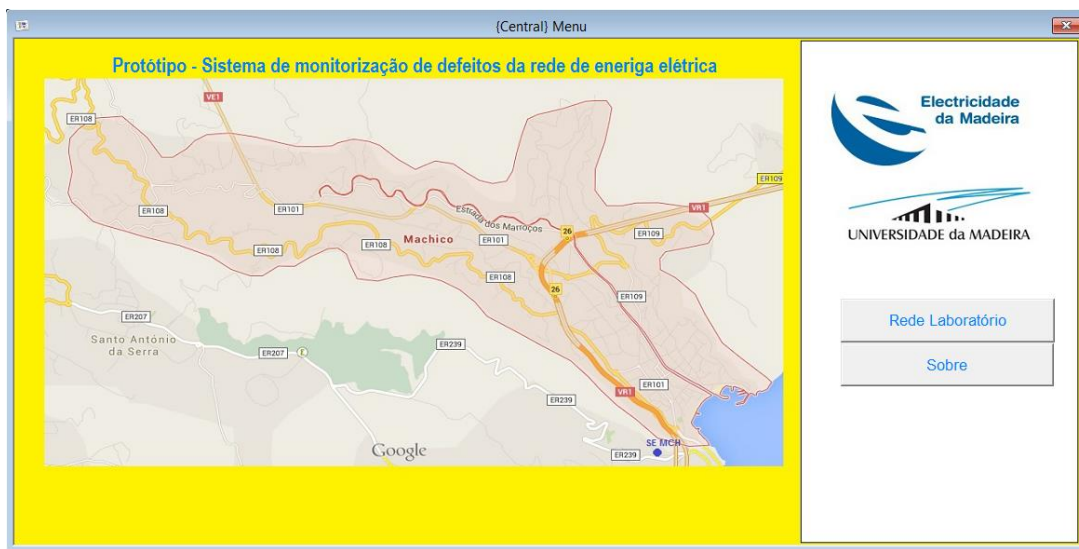 {Central} Menu
Protótipo - Sistema de monitorização de defeitos da rede de eneriga elétrica
VE1
ER108
ER109
ER108
ER101
VR1
Estrada dos Marroços
26
ER109
Machico
ER101
ER108
ER108
ER108
26
ER109
ER207
Santo António
da Serra
ER207
E
ER239
ER101
VR1
ER239
SE MCH
Google
ER239
Electricidade
da Madeira
UNIVERSIDADE da MADEIRA
Rede Laboratório
Sobre